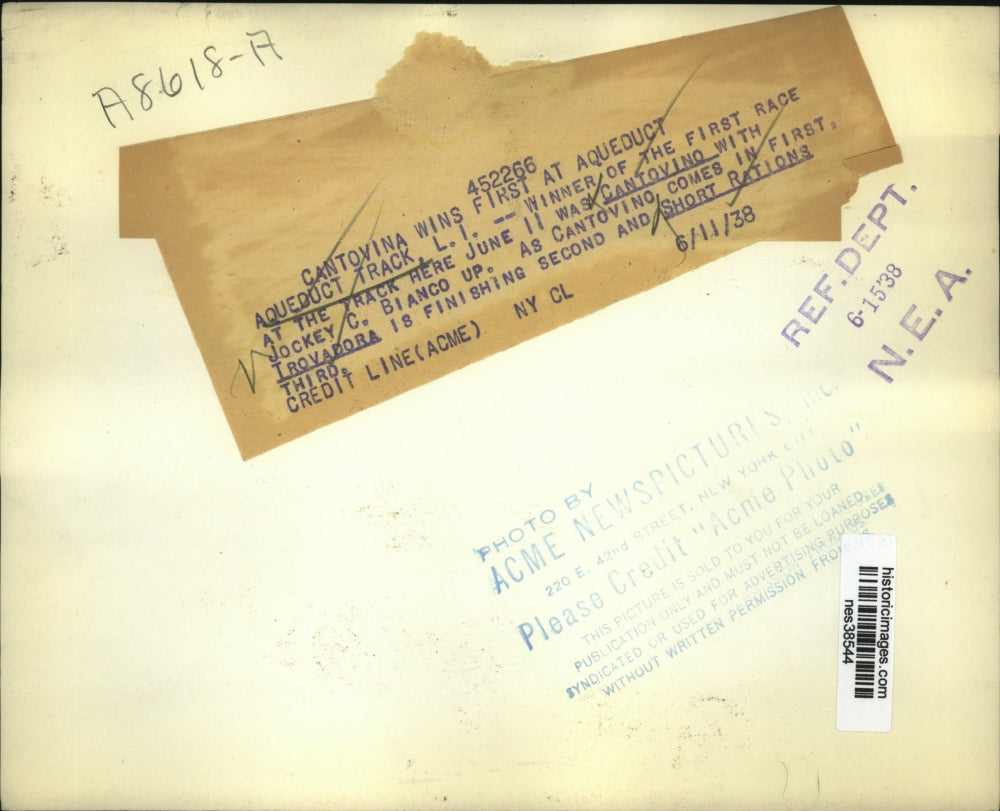 A8618-A
452266
CANTOVINA WINS FIRST AT AQUEDUCT
AQUEDUCT TRACK, L.I. -- WINNER OF THE FIRST RACE
AT THE TRACK HERE JUNE 11 WAS CANTOVINO WITH
JOCKEY C. BIANCO UP. AS CANTOVINO COMES IN FIRST,
TROVADORA IS FINISHING SECOND AND SHORT RATIONS
THIRD.
CREDIT LINE(ACME) NY CL 6/11/38
REF.DEPT.
6-15'38
N.E.A.
PHOTO BY
ACME NEWSPICTURES, INC.
220 E. 42nd STREET, NEW YORK CITY
Please Credit "Acme Photo"
THIS PICTURE IS SOLD TO YOU FOR YOUR
PUBLICATION ONLY AND MUST NOT BE LOANED,
SYNDICATED OR USED FOR ADVERTISING PURPOSES
WITHOUT WRITTEN PERMISSION FROM
historicimages.com
nes38544